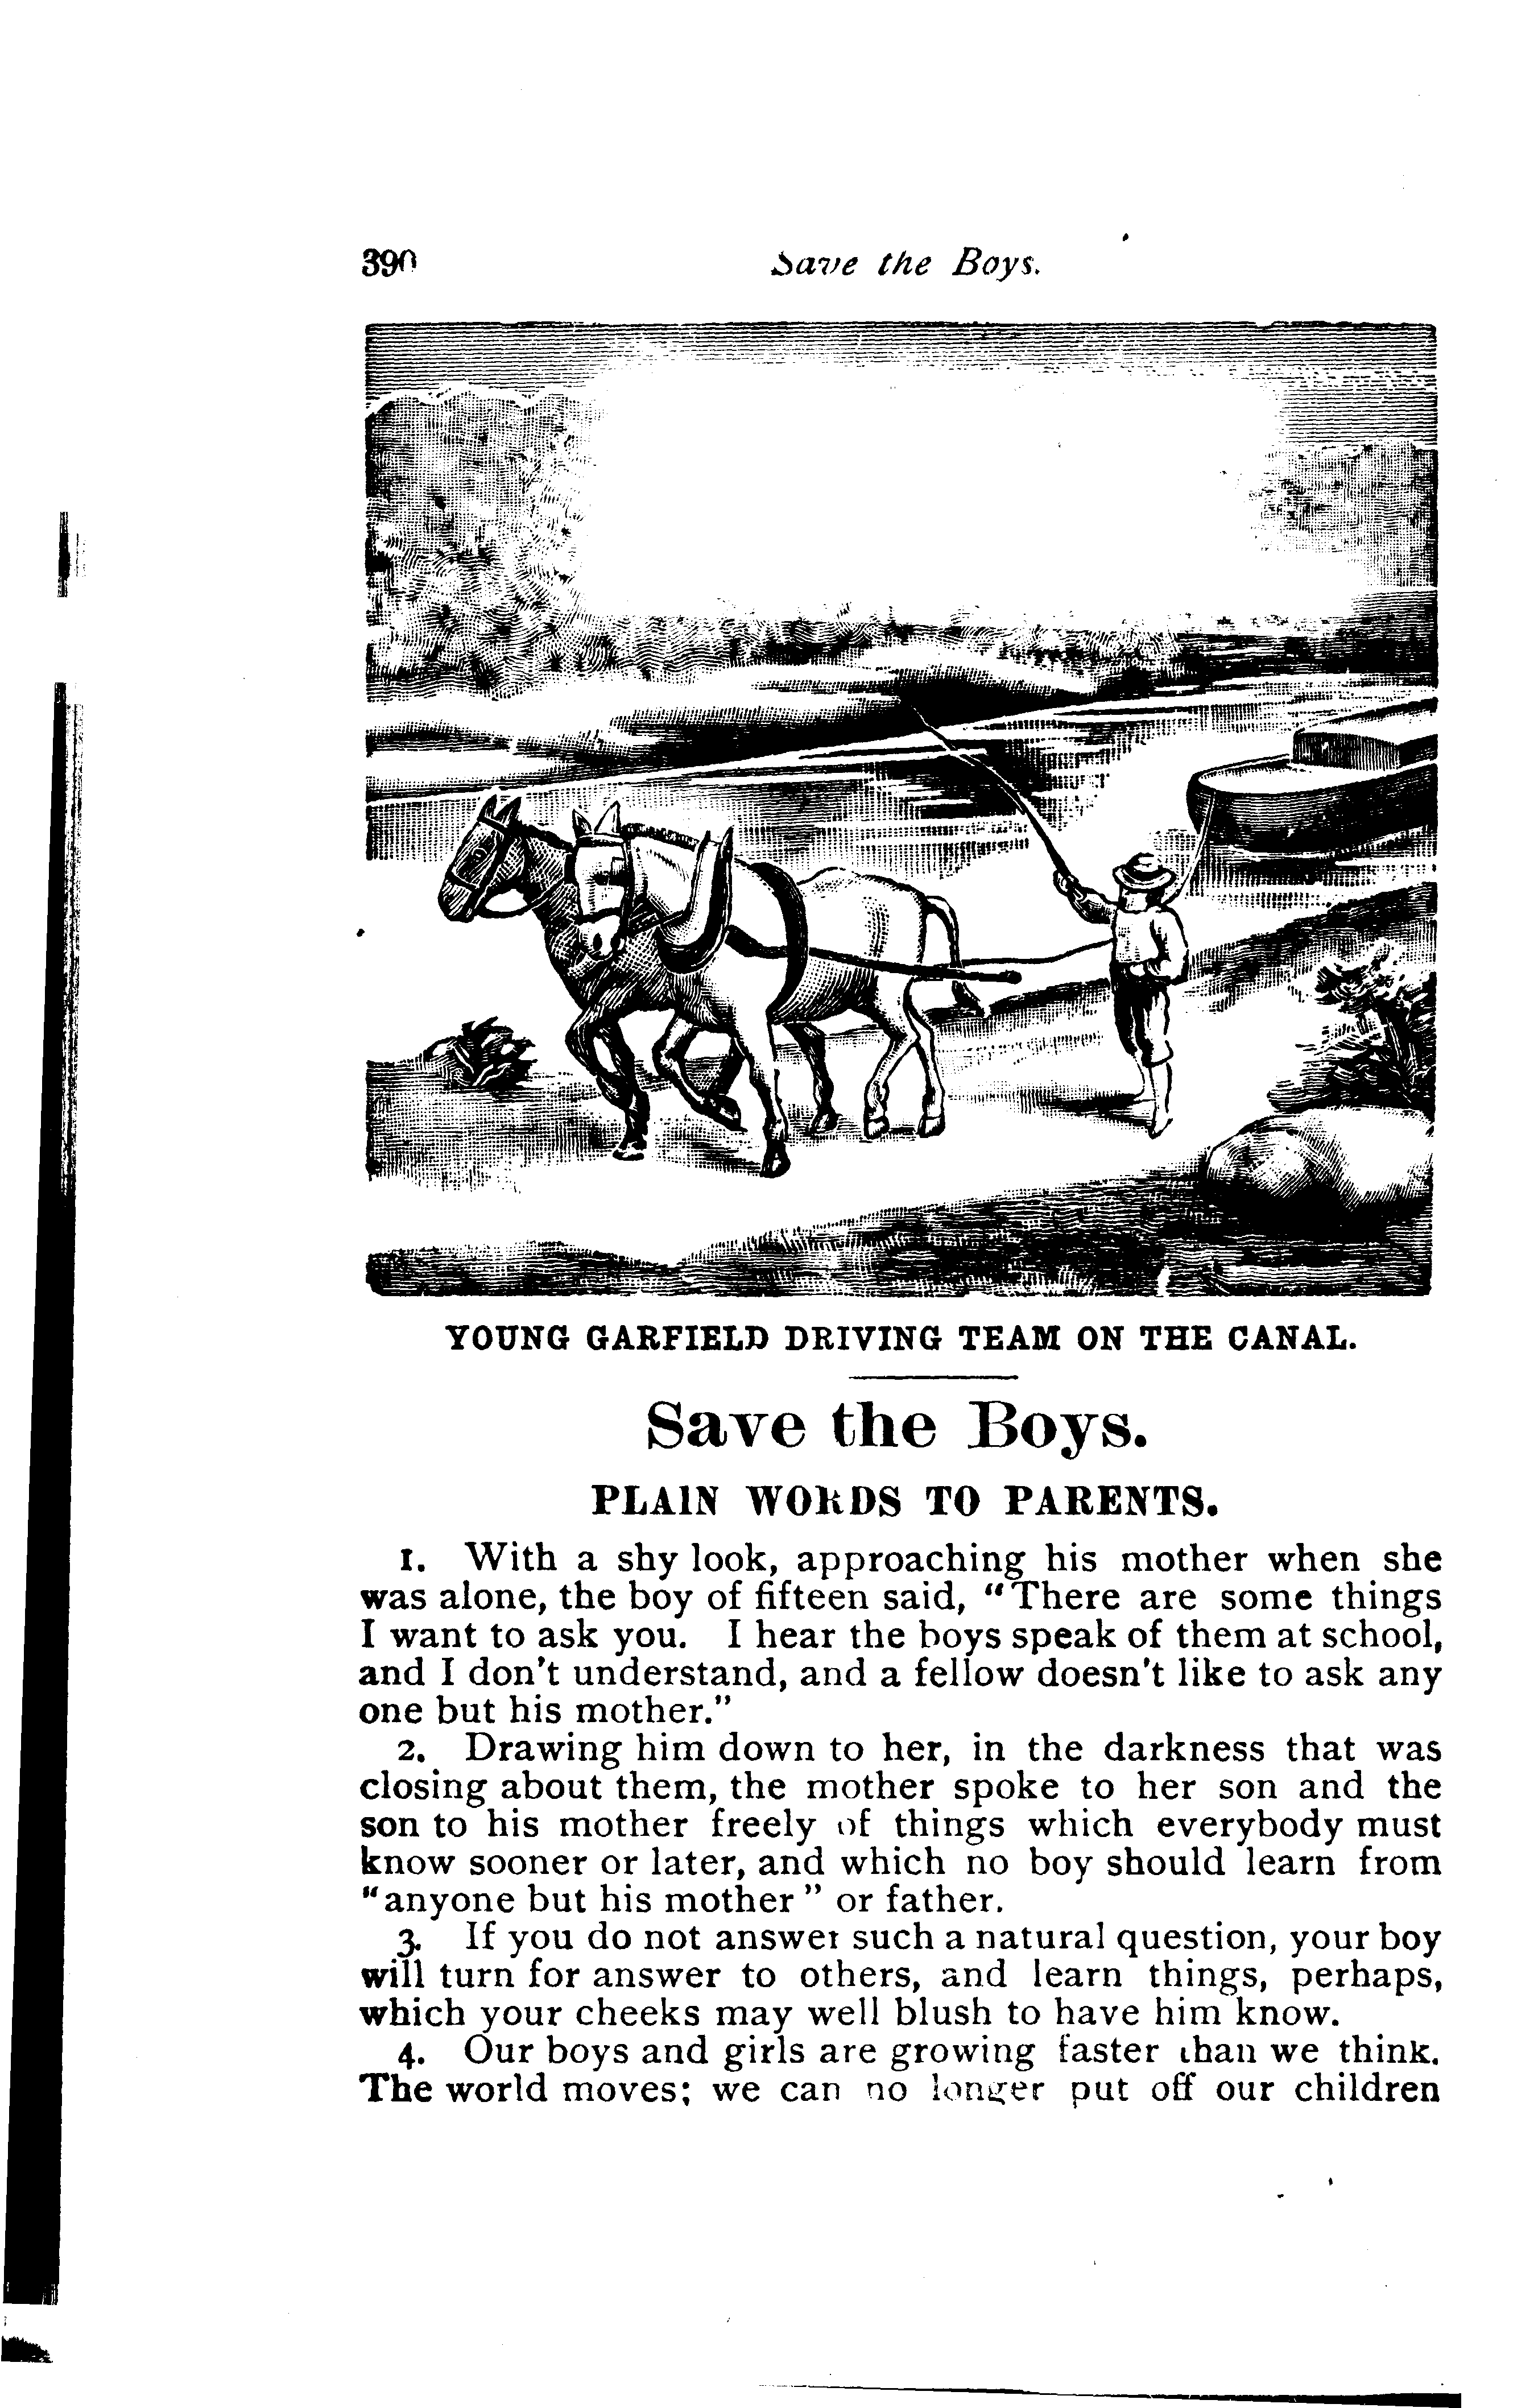 390
Save the Boys.
YOUNG GARFIELD DRIVING TEAM ON THE CANAL.
Save the Boys.
PLAIN WORDS TO PARENTS.
1. With a shy look, approaching his mother when she
was alone, the boy of fifteen said, "There are some things
I want to ask you. I hear the boys speak of them at school,
and I don't understand, and a fellow doesn't like to ask any
one but his mother."
2. Drawing him down to her, in the darkness that was
closing about them, the mother spoke to her son and the
son to his mother freely of things which everybody must
know sooner or later, and which no boy should learn from
"anyone but his mother" or father.
3. If you do not answer such a natural question, your boy
will turn for answer to others, and learn things, perhaps,
which your cheeks may well blush to have him know.
4. Our boys and girls are growing faster than we think.
The world moves; we can no longer put off our children